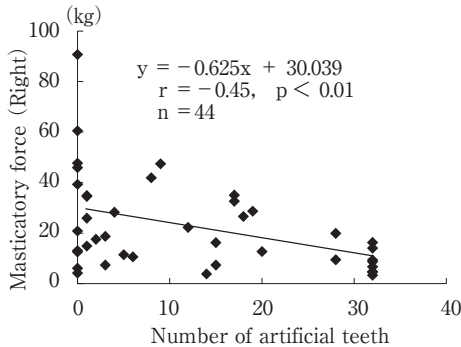 (kg)
100
80
60
40
20
0
Masticatory force (Right)
y = −0.625x + 30.039
r = −0.45, p < 0.01
n = 44
0 10 20 30 40
Number of artificial teeth